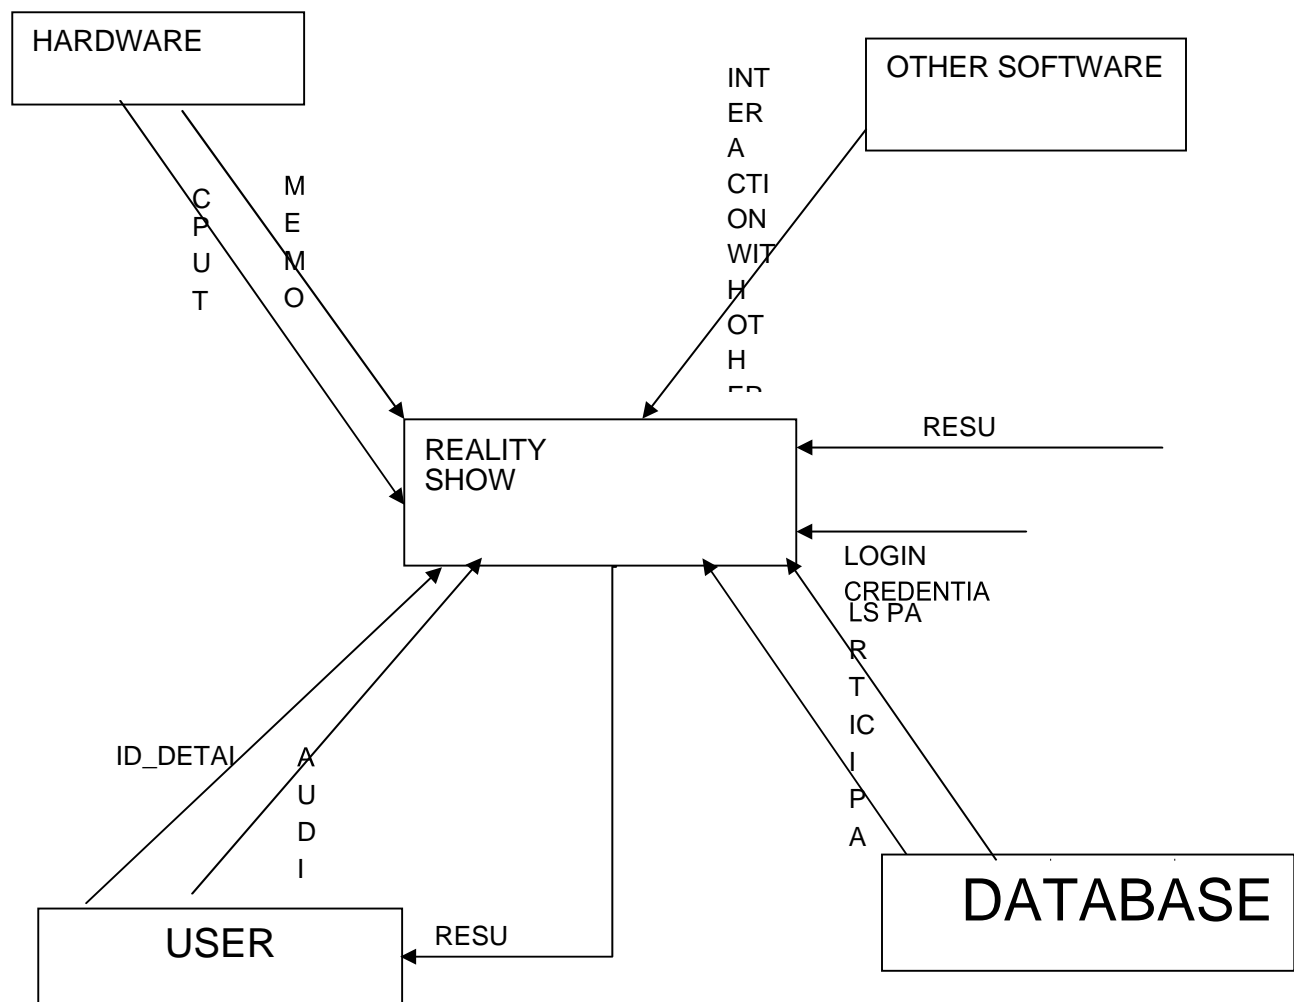 HARDWARE
OTHER SOFTWARE
INT
ER
A
CTI
ON
WIT
H
OT
H
ER
C
P
U
T
M
E
M
O
REALITY
SHOW
RESU
LOGIN
CREDENTIA
LS PA
R
T
IC
I
P
A
ID_DETAI
A
U
D
I
DATABASE
USER
RESU